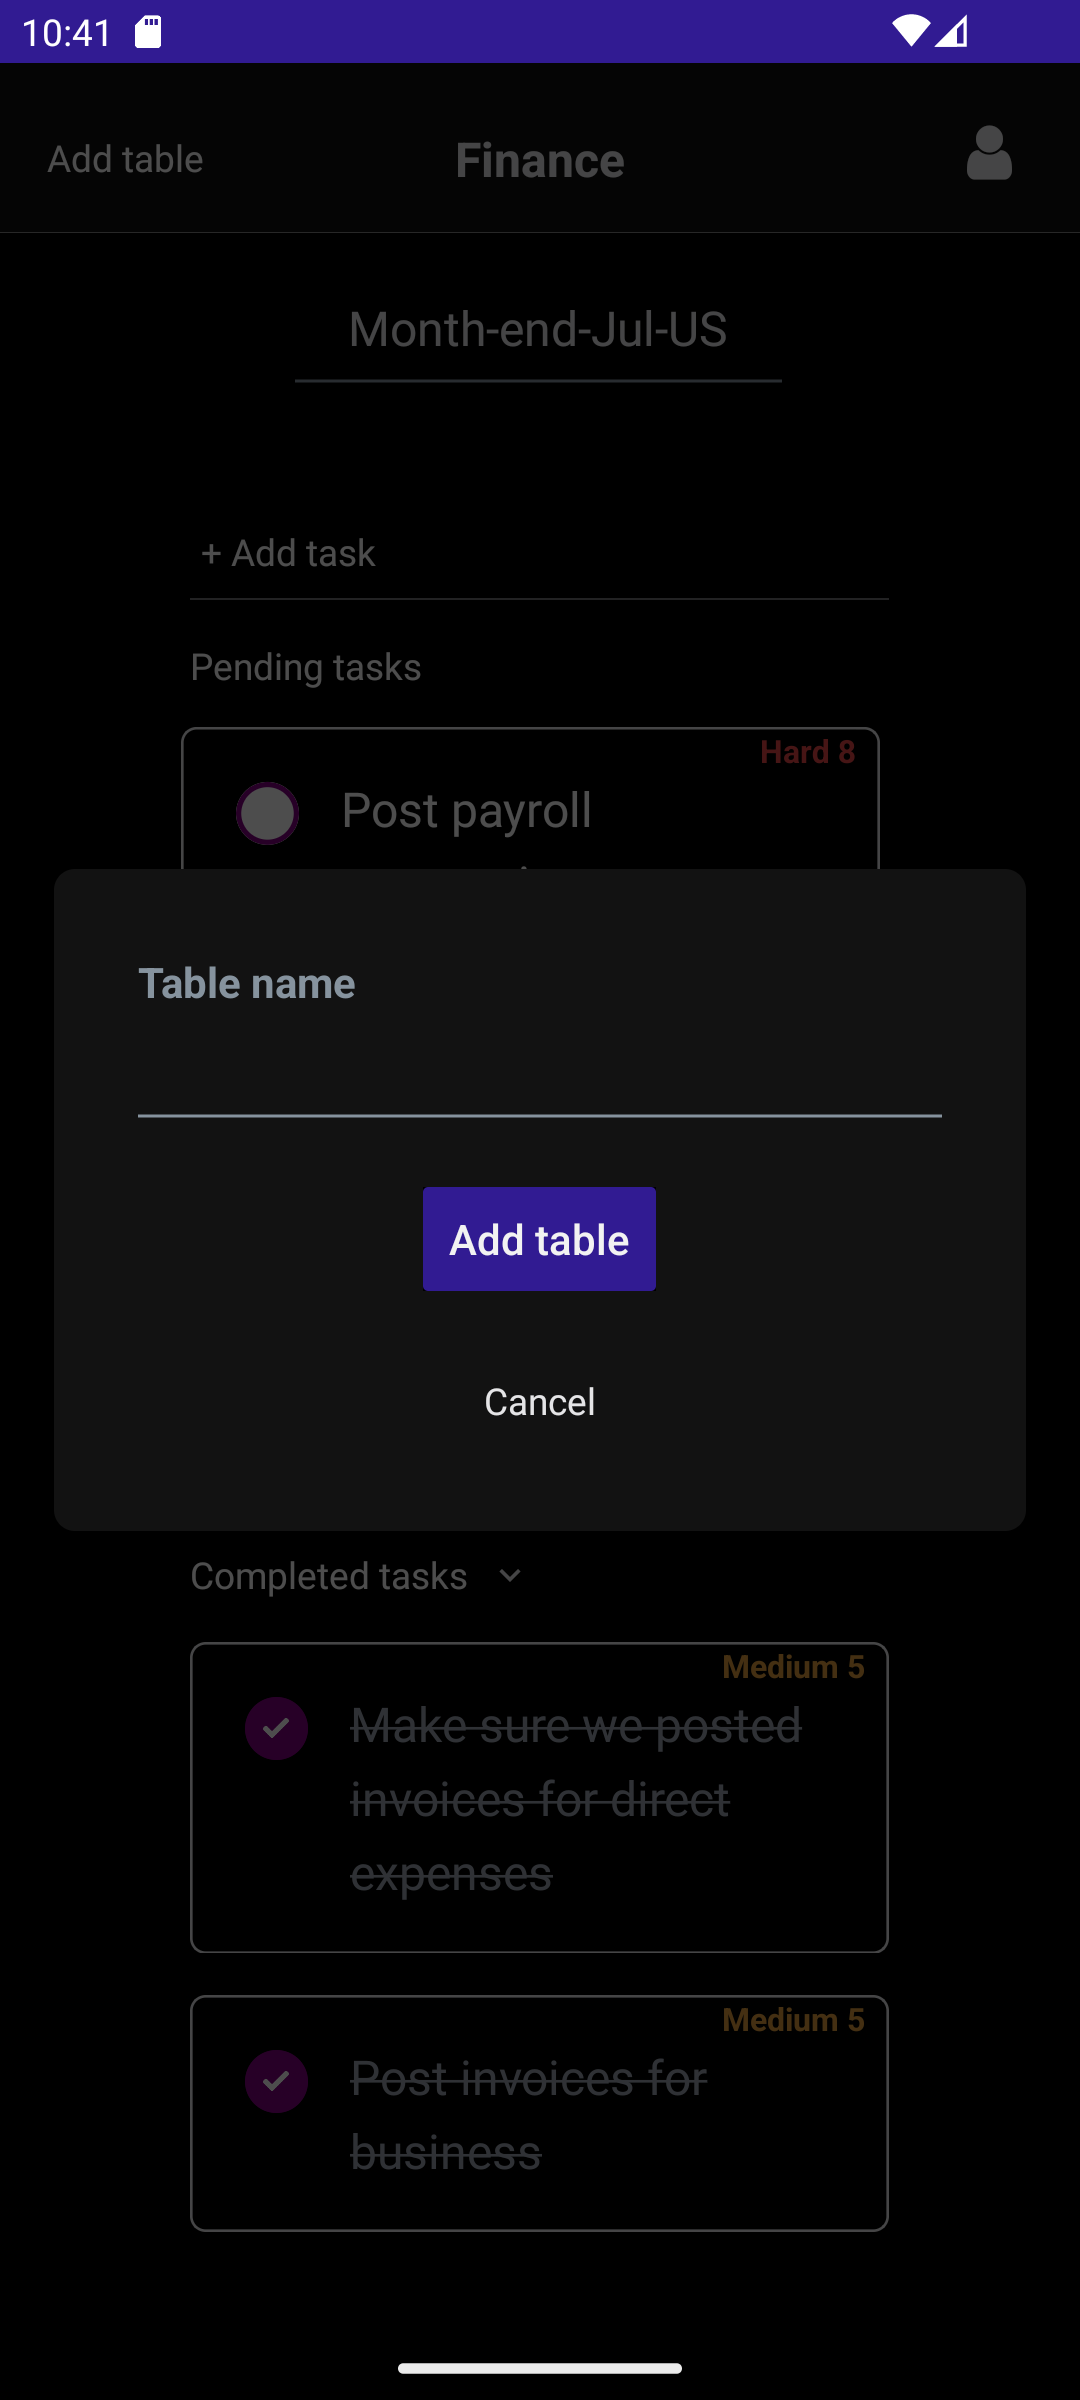 10:41
Add table
Finance
Month-end-Jul-US
+ Add task
Pending tasks
Hard 8
Post payroll
Table name
Add table
Cancel
Completed tasks
Medium 5
Make sure we posted
invoices for direct
expenses
Medium 5
Post invoices for
business